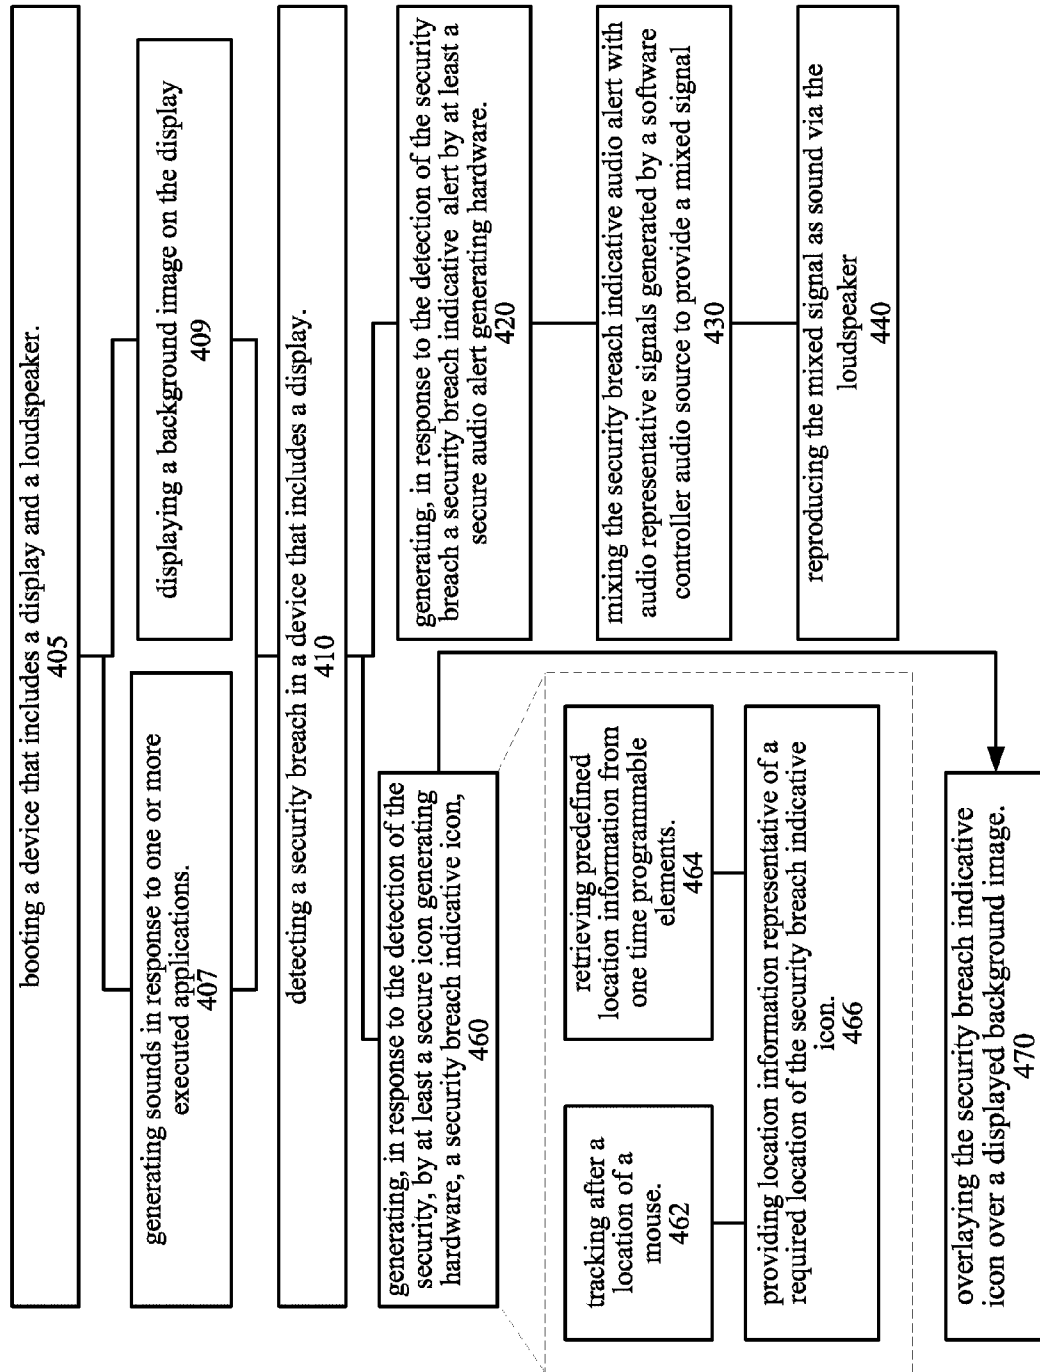 booting a device that includes a display and a loudspeaker.
405
generating sounds in response to one or more
executed applications.
407
displaying a background image on the display
409
detecting a security breach in a device that includes a display.
410
generating, in response to the detection of the
security, by at least a secure icon generating
hardware, a security breach indicative icon,
460
generating, in response to the detection of the security
breach a security breach indicative alert by at least a
secure audio alert generating hardware.
420
tracking after a
location of a
mouse.
462
retrieving predefined
location information from
one time programmable
elements.
464
mixing the security breach indicative audio alert with
audio representative signals generated by a software
controller audio source to provide a mixed signal
430
providing location information representative of a
required location of the security breach indicative
icon.
466
reproducing the mixed signal as sound via the
loudspeaker
440
overlaying the security breach indicative
icon over a displayed background image.
470